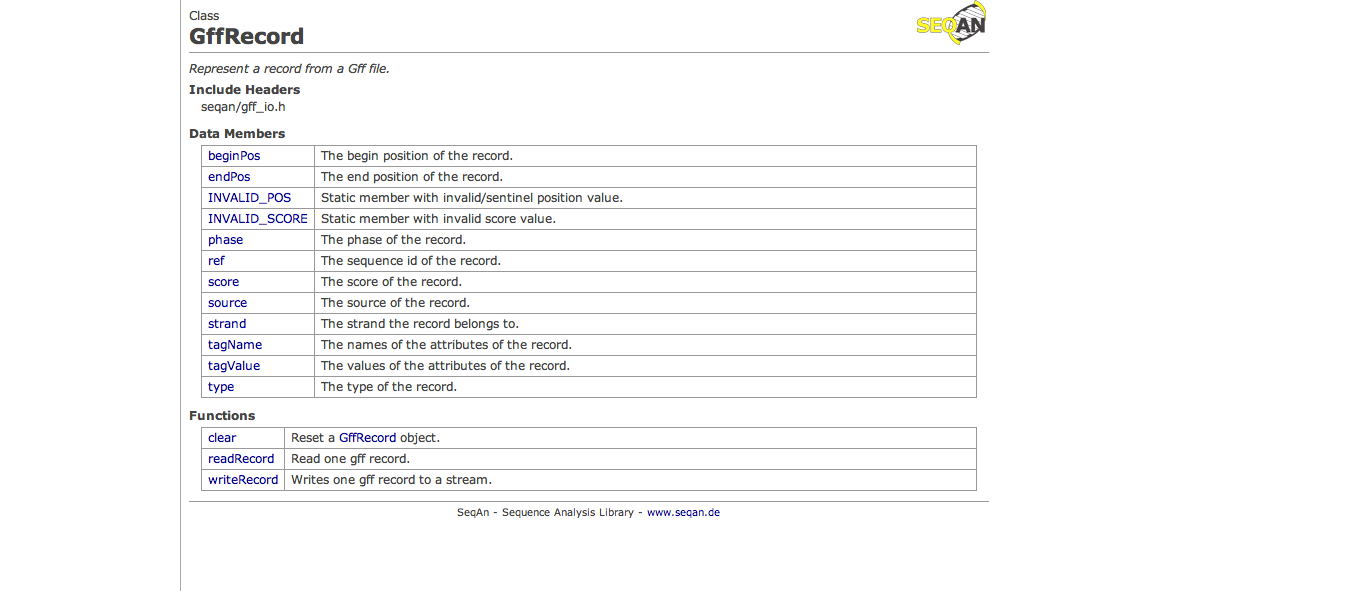 Class
GffRecord
SEQAN
Represent a record from a Gff file.
Include Headers
seqan/gff_io.h
Data Members
beginPos The begin position of the record.
endPos The end position of the record.
INVALID_POS Static member with invalid/sentinel position value.
INVALID_SCORE Static member with invalid score value.
phase The phase of the record.
ref The sequence id of the record.
score The score of the record.
source The source of the record.
strand The strand the record belongs to.
tagName The names of the attributes of the record.
tagValue The values of the attributes of the record.
type The type of the record.
Functions
clear Reset a GffRecord object.
readRecord Read one gff record.
writeRecord Writes one gff record to a stream.
SeqAn - Sequence Analysis Library - www.seqan.de